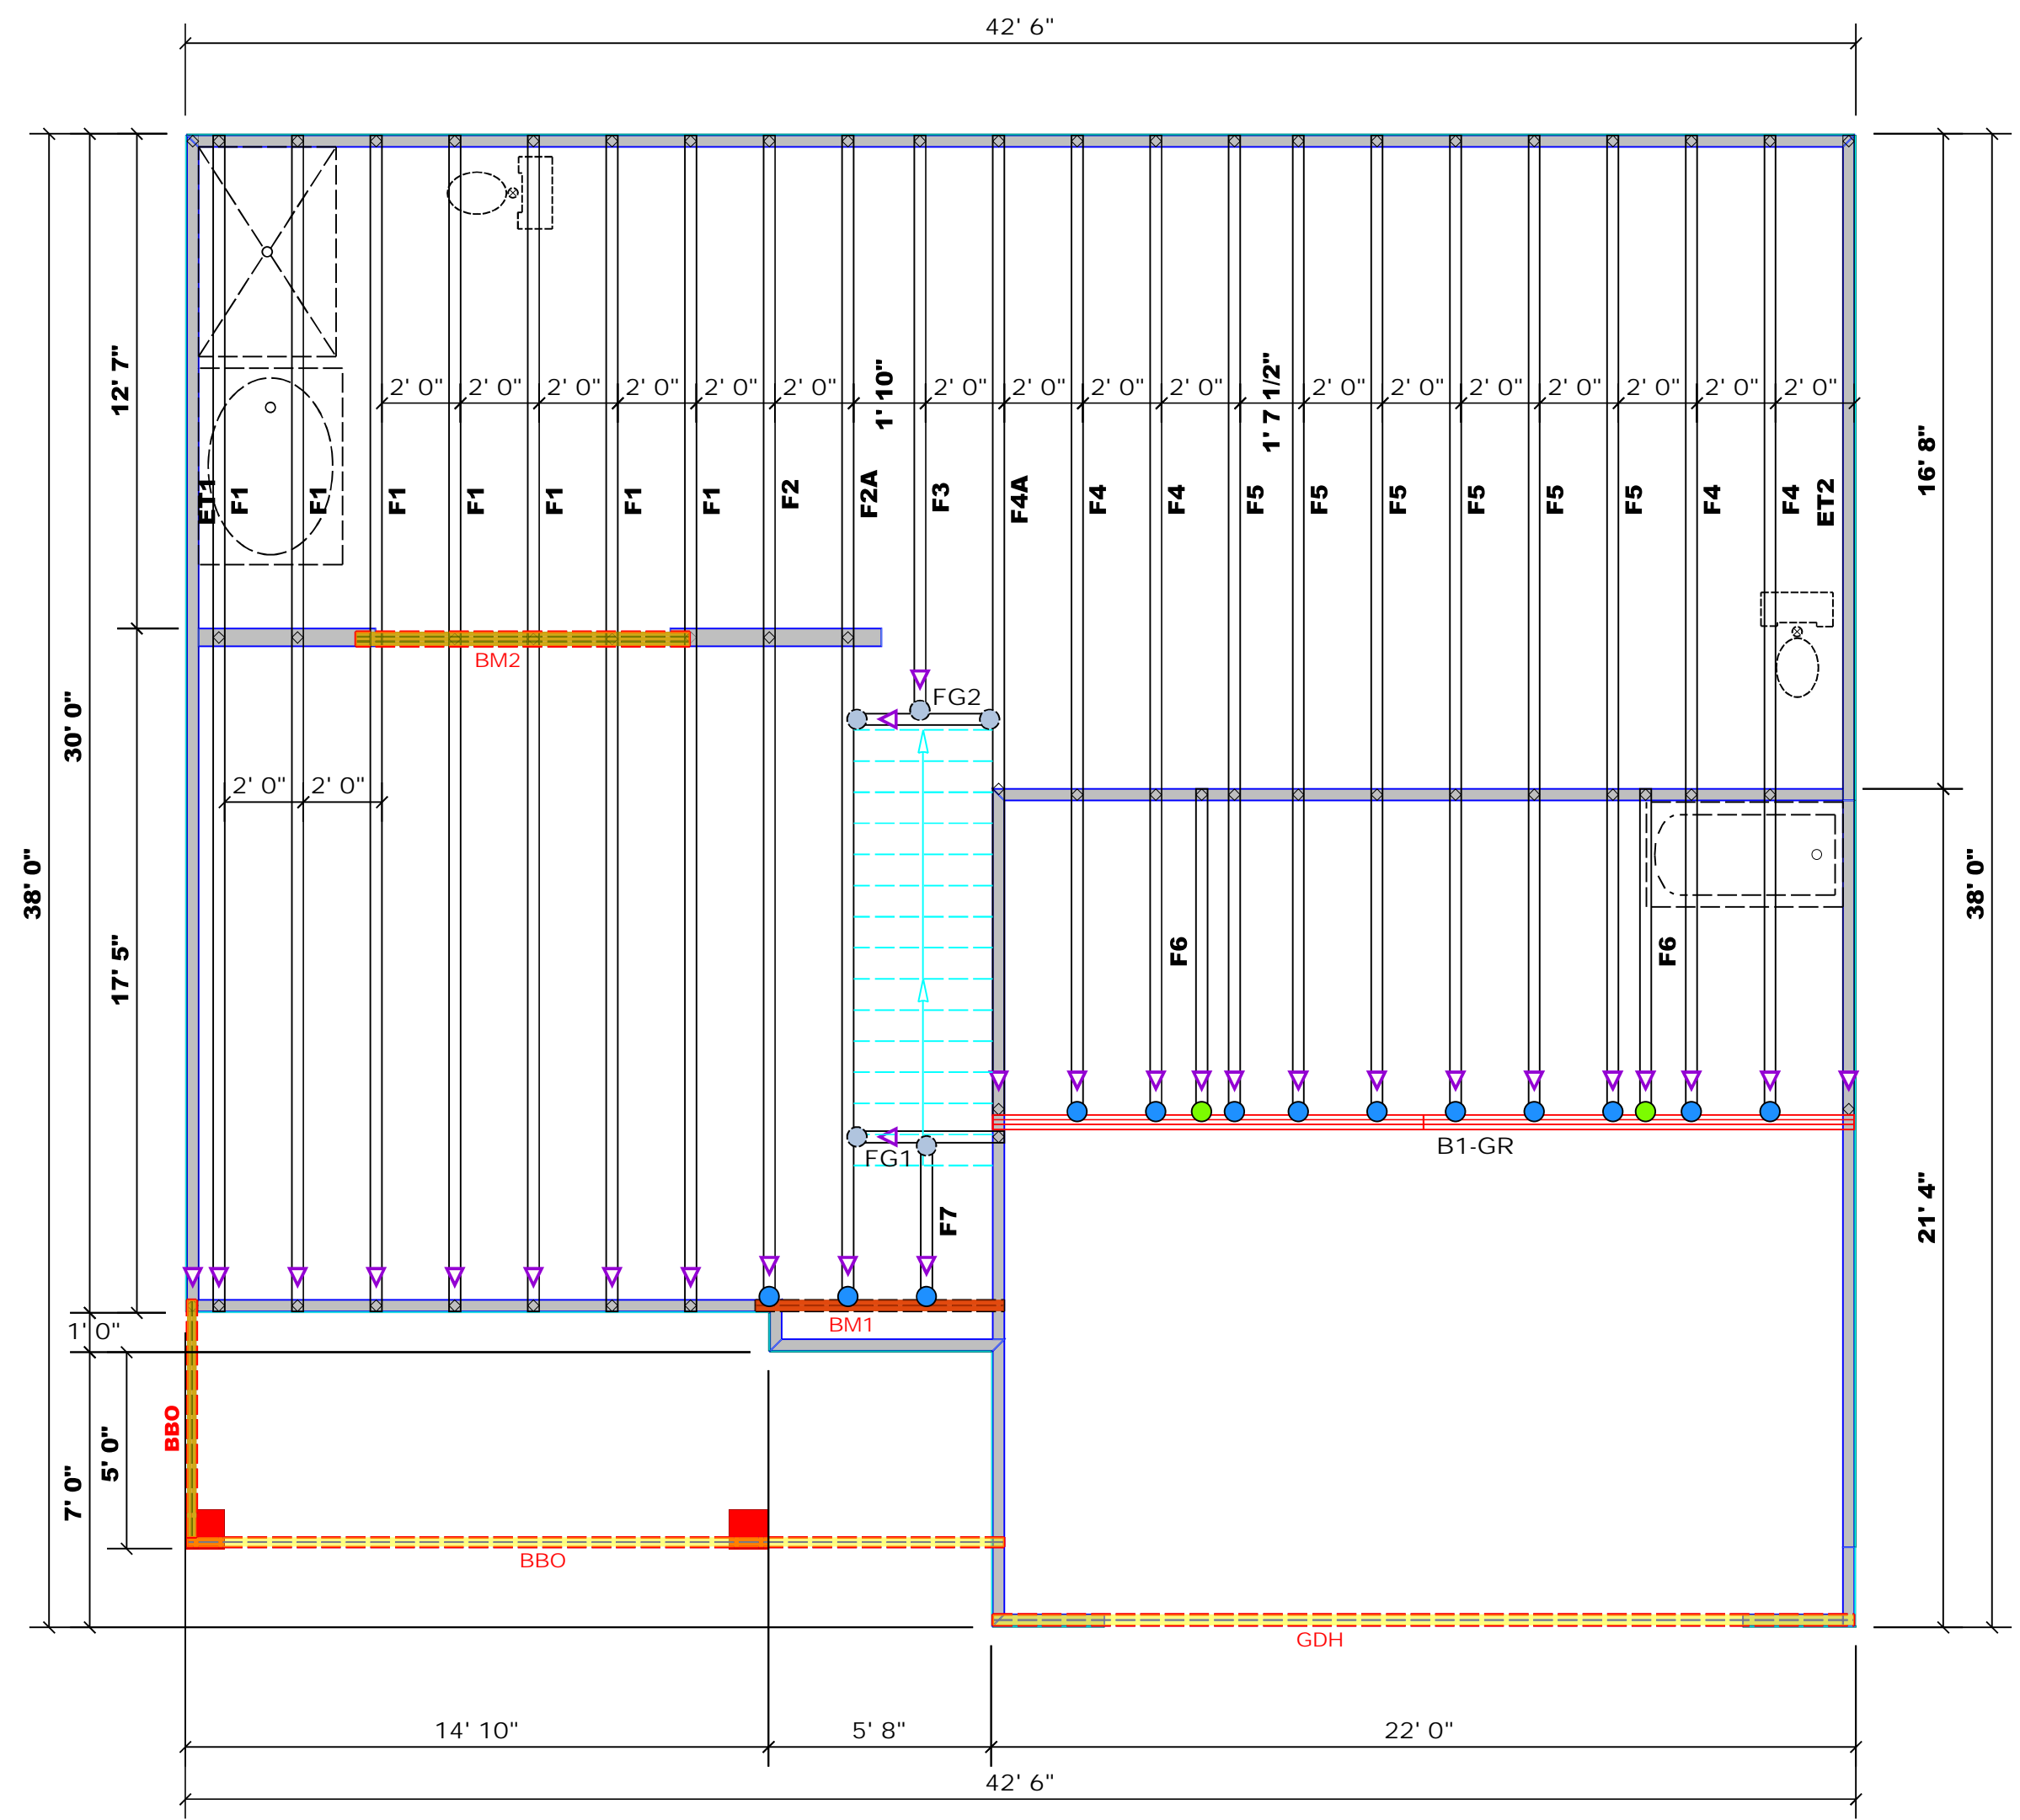 42' 6"
12' 7"
2' 0"
2' 0"
2' 0"
2' 0"
2' 0"
2' 0"
1' 10"
2' 0"
2' 0"
2' 0"
2' 0"
1' 7 1/2"
2' 0"
2' 0"
2' 0"
2' 0"
2' 0"
2' 0"
2' 0"
16' 8"
ET1
F1
F1
F1
F1
F1
F1
F1
F2
F2A
F3
F4A
F4
F4
F5
F5
F5
F5
F5
F5
F4
F4
ET2
BM2
FG2
30' 0"
2' 0"
2' 0"
38' 0"
38' 0"
17' 5"
F6
F6
B1-GR
FG1
F7
21' 4"
1' 0"
BM1
BBO
5' 0"
7' 0"
BBO
GDH
14' 10"
5' 8"
22' 0"
42' 6"